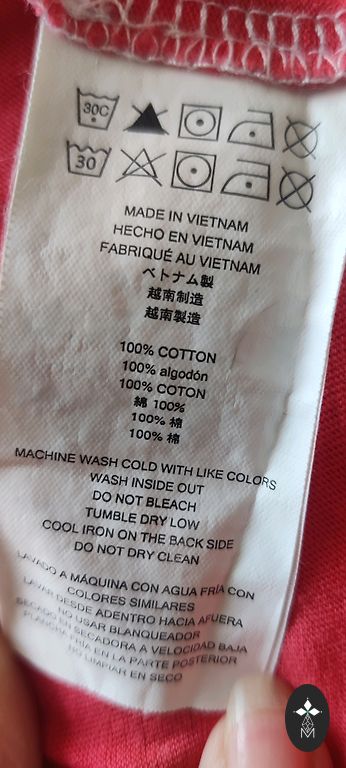 30C
30
MADE IN VIETNAM
HECHO EN VIETNAM
FABRIQUÉ AU VIETNAM
ベトナム製
越南制造
越南製造
100% COTTON
100% algodón
100% COTON
綿 100%
100% 棉
100% 棉
MACHINE WASH COLD WITH LIKE COLORS
WASH INSIDE OUT
DO NOT BLEACH
TUMBLE DRY LOW
COOL IRON ON THE BACK SIDE
DO NOT DRY CLEAN
LAVADO A MÁQUINA CON AGUA FRÍA CON
COLORES SIMILARES
LAVAR DESDE ADENTRO HACIA AFUERA
NO USAR BLANQUEADOR
SECADO EN SECADORA A VELOCIDAD BAJA
PLANCHA FRÍA EN LA PARTE POSTERIOR
NO LIMPIAR EN SECO
M